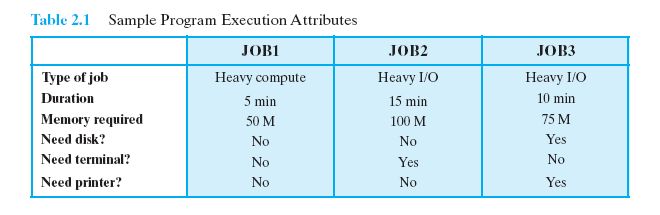 Table 2.1 Sample Program Execution Attributes
JOB1 JOB2 JOB3
Type of job Heavy compute Heavy I/O Heavy I/O
Duration 5 min 15 min 10 min
Memory required 50 M 100 M 75 M
Need disk? No No Yes
Need terminal? No Yes No
Need printer? No No Yes